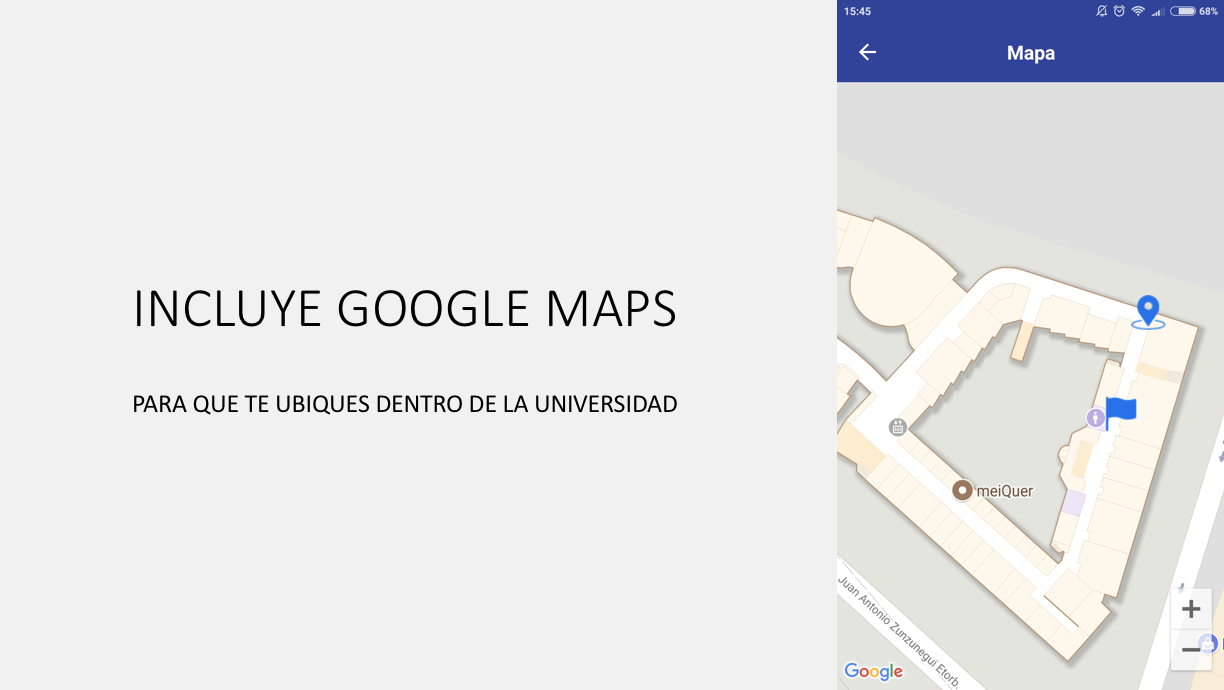 15:45
68%
Mapa
INCLUYE GOOGLE MAPS
PARA QUE TE UBIQUES DENTRO DE LA UNIVERSIDAD
meiQuer
Juan Antonio Zunzunegui Etorb.
+
−
Google